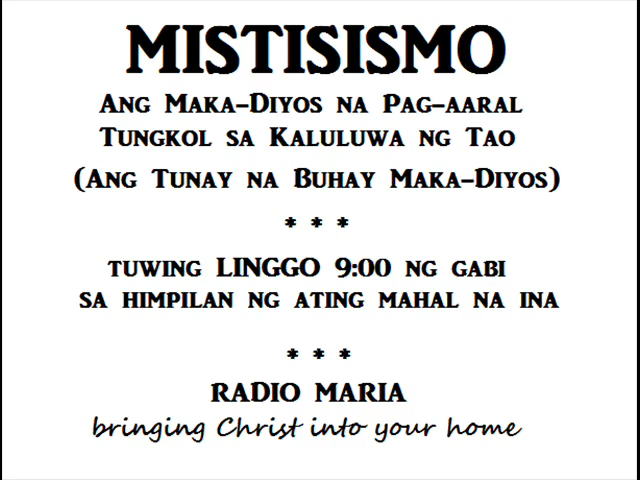 MISTISISMO
Ang Maka-Diyos na Pag-aaral
Tungkol sa Kaluluwa ng Tao
(Ang Tunay na Buhay Maka-Diyos)
* * *
tuwing LINGGO 9:00 ng gabi
sa himpilan ng ating mahal na ina
* * *
RADIO MARIA
bringing Christ into your home